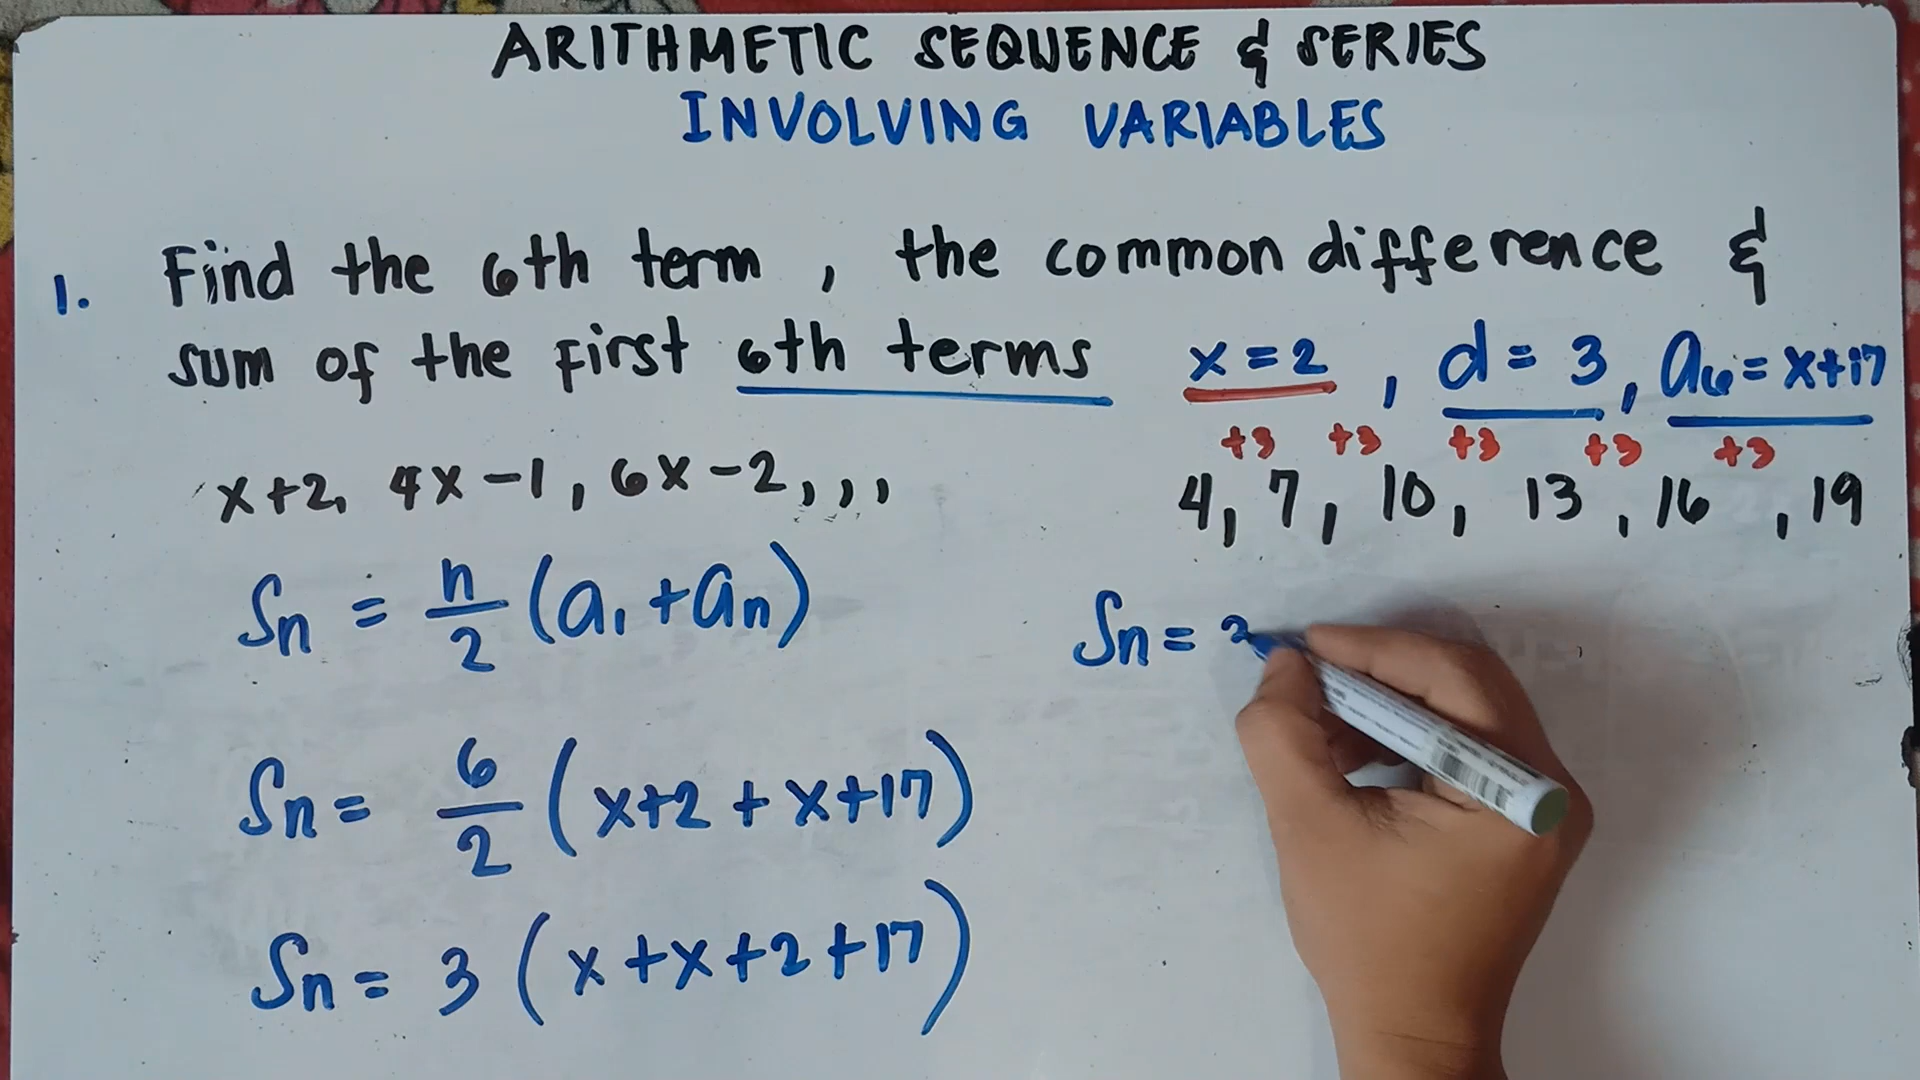 ARITHMETIC SEQUENCE & SERIES
INVOLVING VARIABLES
1. Find the 6th term, the common difference &
sum of the first 6th terms
x=2, d=3, a₆=x+17
x+2, 4x-1, 6x-2,,,
+3 +3 +3 +3 +3
4, 7, 10, 13, 16, 19
Sn = n/2 (a₁+an)
Sn =
Sn = 6/2 (x+2+x+17)
Sn = 3 (x+x+2+17)